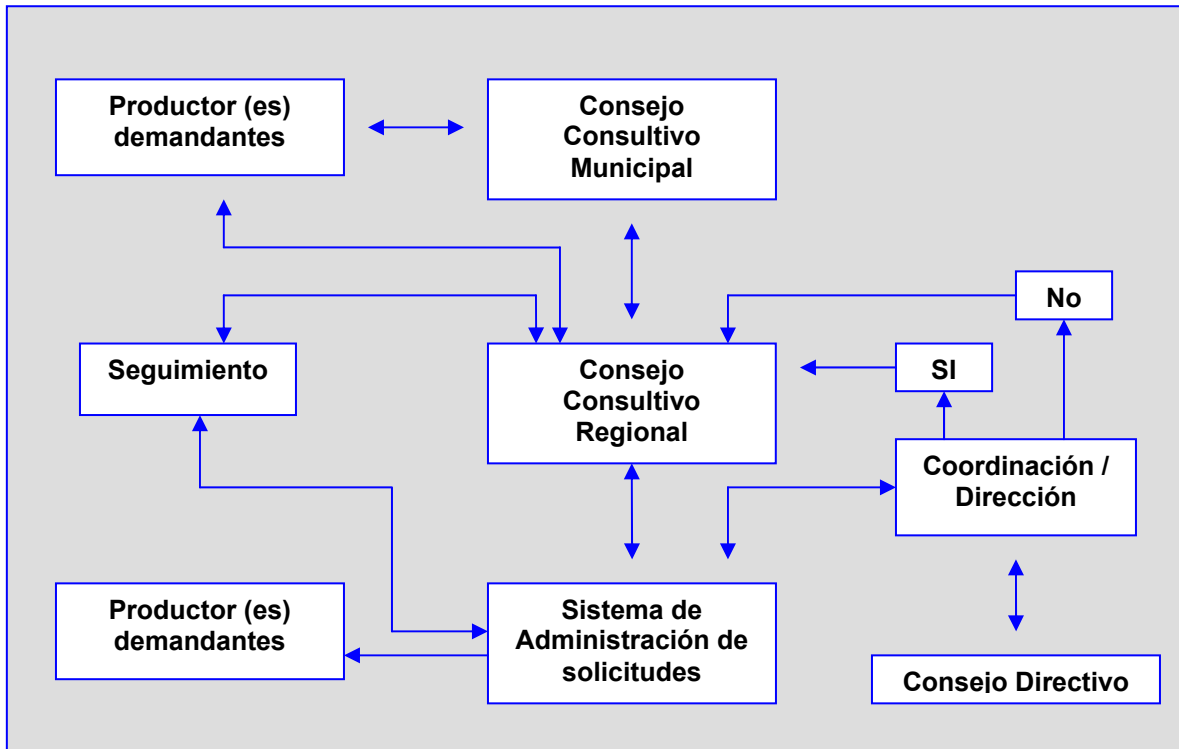 Productor (es)
demandantes
Consejo
Consultivo
Municipal
No
Seguimiento
Consejo
Consultivo
Regional
SI
Coordinación /
Dirección
Productor (es)
demandantes
Sistema de
Administración de
solicitudes
Consejo Directivo